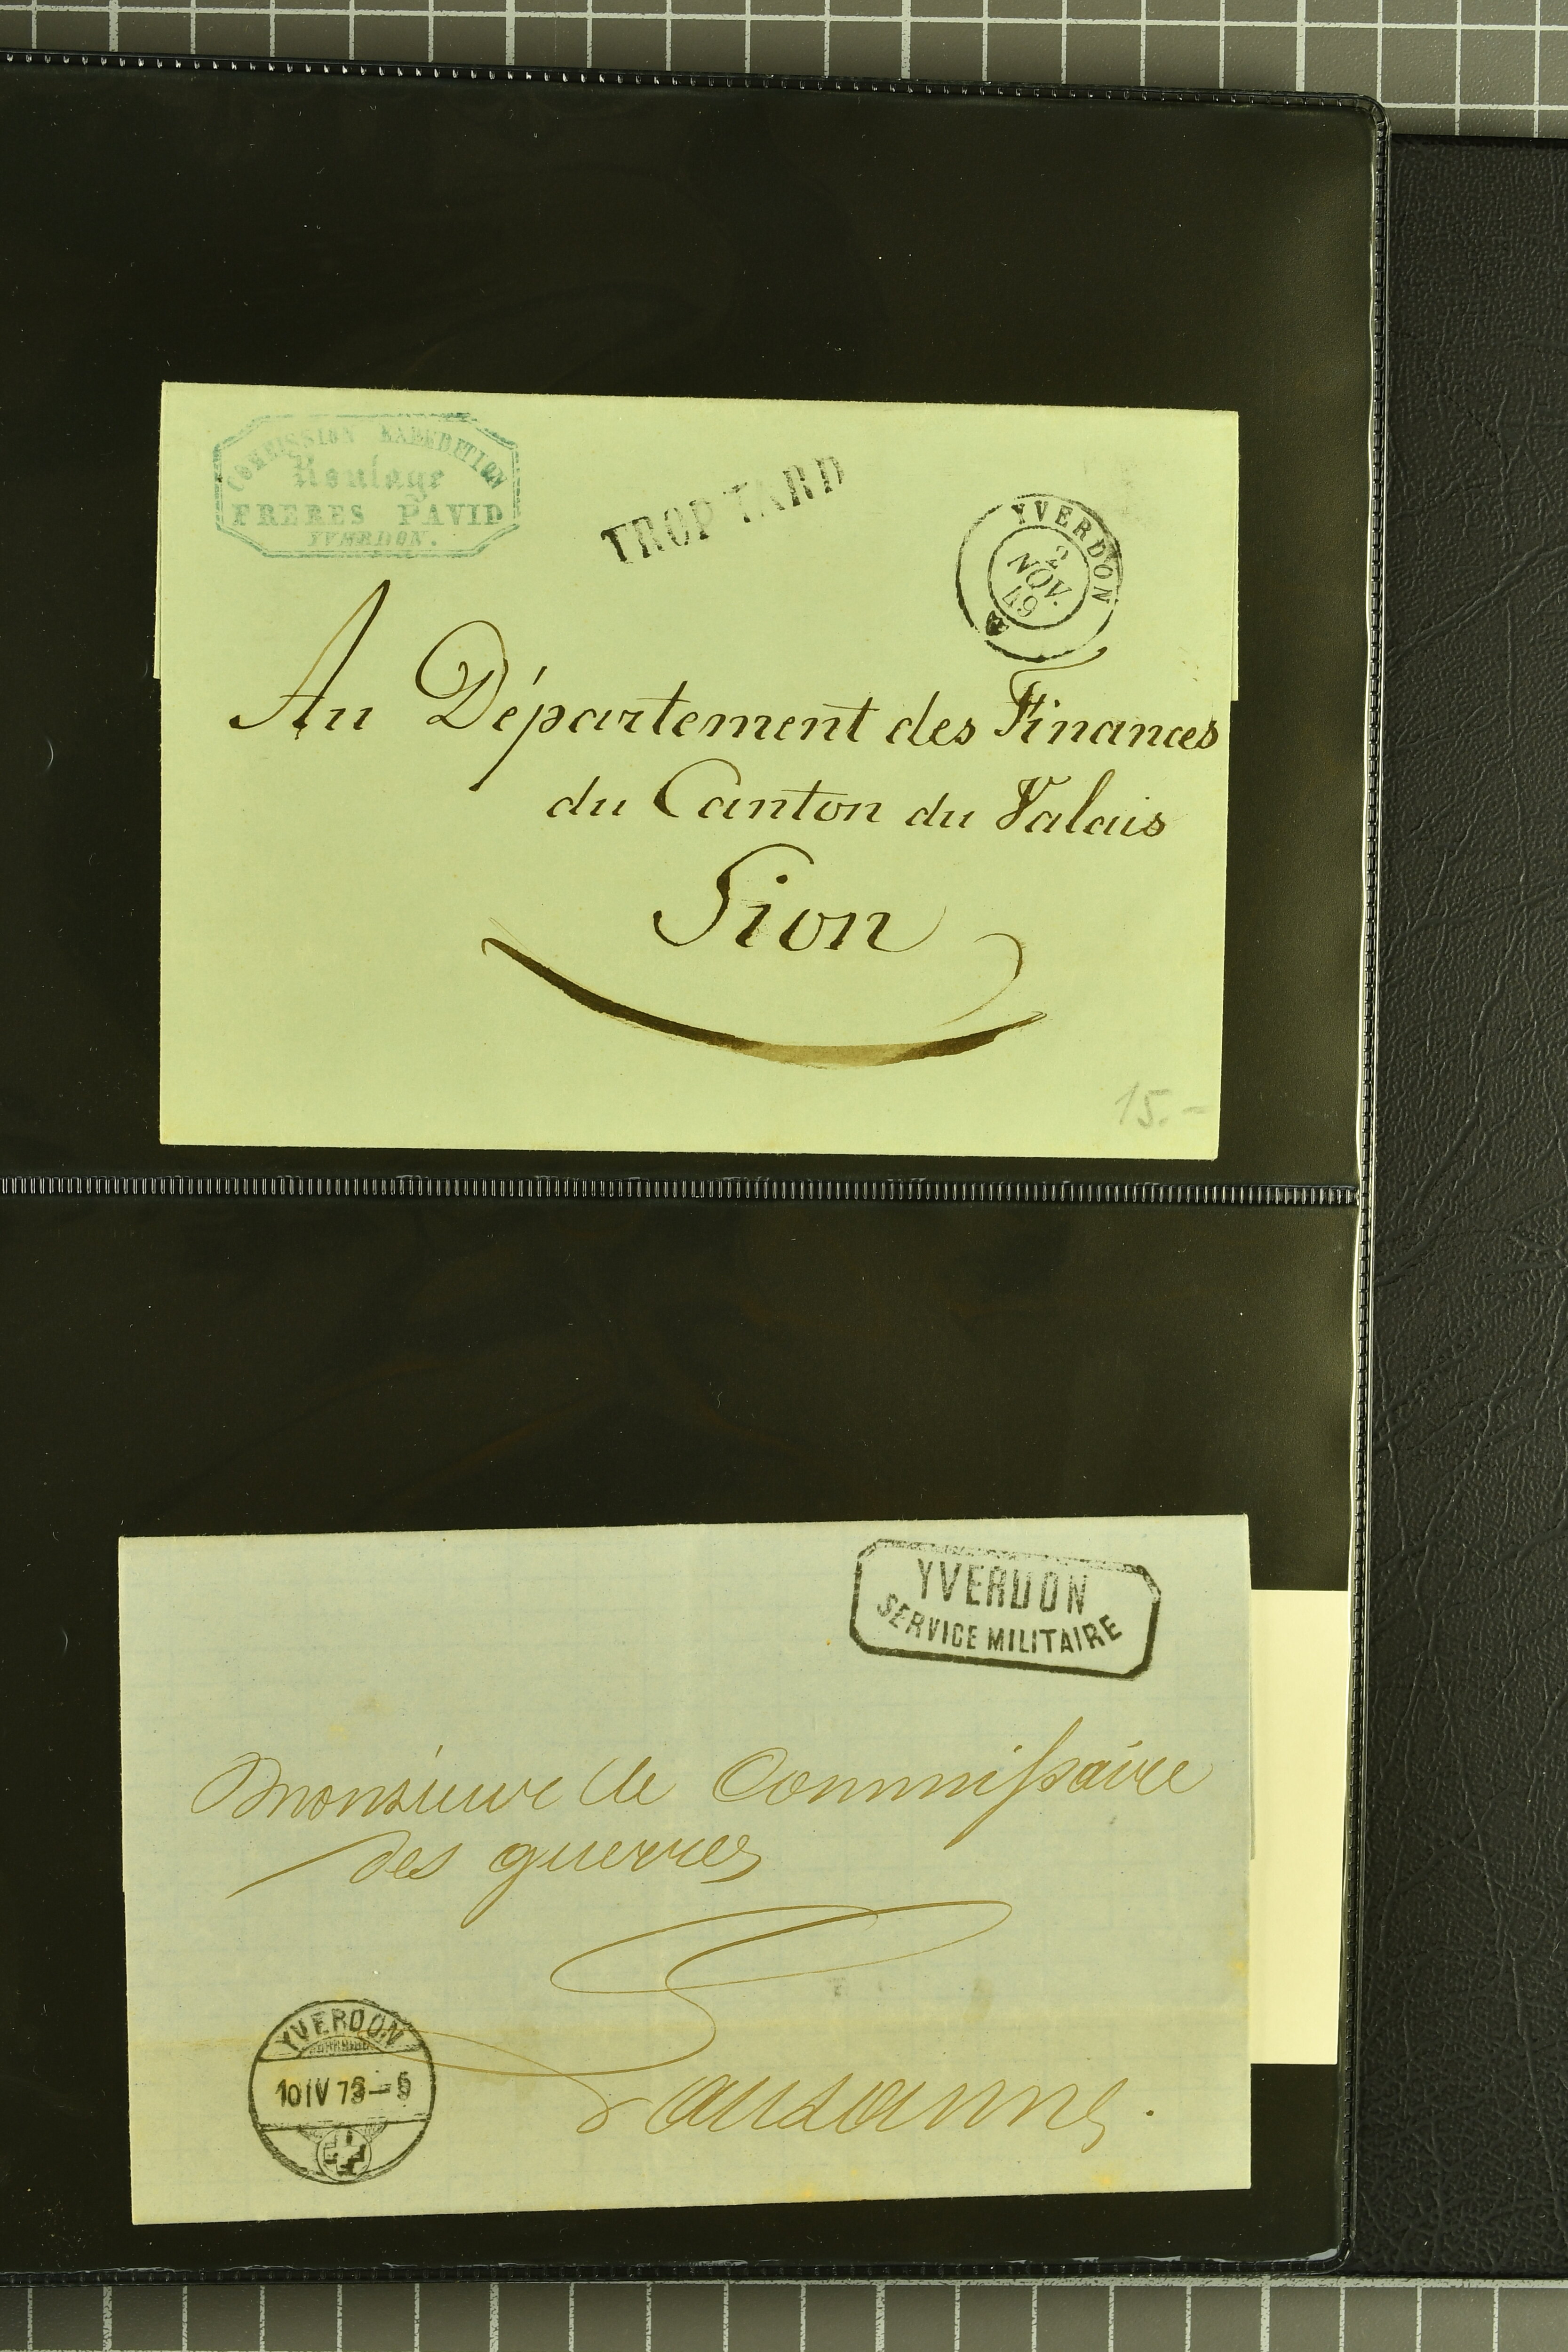 COMMISSION EXPEDITION
Roulage
FRERES PAVID
YVERDON.
TROP TARD
YVERDON
2
NOV.
49
Au Département des Finances
du Canton du Valais
Sion
15.-
YVERDON
SERVICE MILITAIRE
Monsieur le Commissaire
des guerres
Lausanne.
YVERDON
10 IV 73-